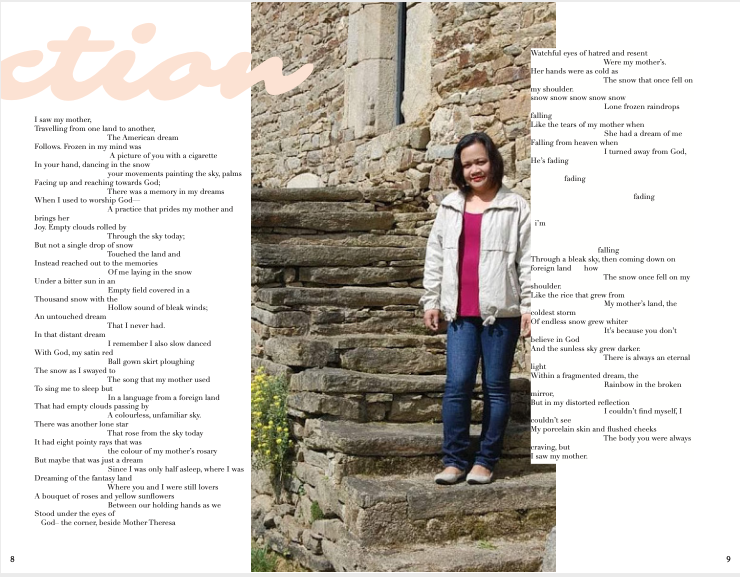 ction
I saw my mother,
Travelling from one land to another,
The American dream
Follows. Frozen in my mind was
A picture of you with a cigarette
In your hand, dancing in the snow
your movements painting the sky, palms
Facing up and reaching towards God;
There was a memory in my dreams
When I used to worship God—
A practice that prides my mother and
brings her
Joy. Empty clouds rolled by
Through the sky today;
But not a single drop of snow
Touched the land and
Instead reached out to the memories
Of me laying in the snow
Under a bitter sun in an
Empty field covered in a
Thousand snow with the
Hollow sound of bleak winds;
An untouched dream
That I never had.
In that distant dream
I remember I also slow danced
With God, my satin red
Ball gown skirt ploughing
The snow as I swayed to
The song that my mother used
To sing me to sleep but
In a language from a foreign land
That had empty clouds passing by
A colourless, unfamiliar sky.
There was another lone star
That rose from the sky today
It had eight pointy rays that was
the colour of my mother's rosary
But maybe that was just a dream
Since I was only half asleep, where I was
Dreaming of the fantasy land
Where you and I were still lovers
A bouquet of roses and yellow sunflowers
Between our holding hands as we
Stood under the eyes of
God– the corner, beside Mother Theresa
8
Watchful eyes of hatred and resent
Were my mother's.
Her hands were as cold as
The snow that once fell on
my shoulder.
snow snow snow snow snow
Lone frozen raindrops
falling
Like the tears of my mother when
She had a dream of me
Falling from heaven when
I turned away from God,
He's fading
fading
fading
i'm
falling
Through a bleak sky, then coming down on
foreign land how
The snow once fell on my
shoulder.
Like the rice that grew from
My mother's land, the
coldest storm
Of endless snow grew whiter
It's because you don't
believe in God
And the sunless sky grew darker.
There is always an eternal
light
Within a fragmented dream, the
Rainbow in the broken
mirror,
But in my distorted reflection
I couldn't find myself, I
couldn't see
My porcelain skin and flushed cheeks
The body you were always
craving, but
I saw my mother.
9